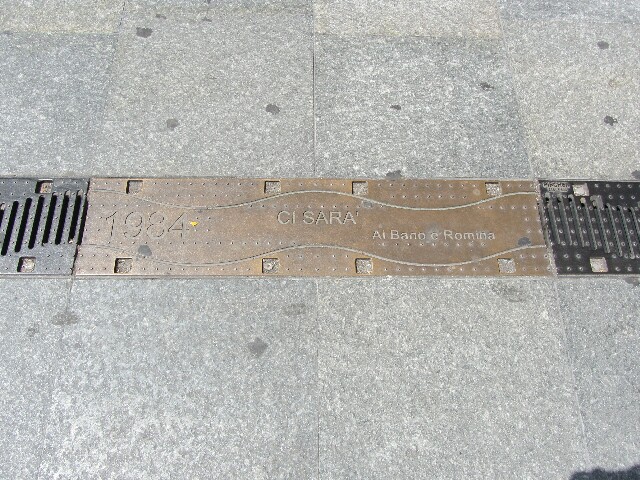 1984
CI SARA'
Al Bano e Romina